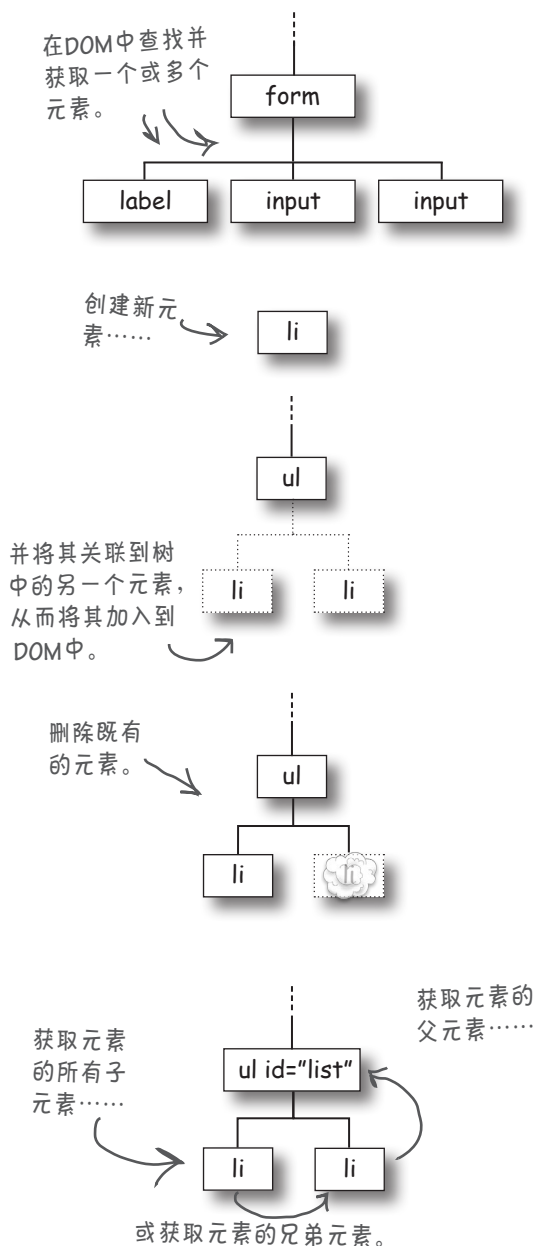 在DOM中查找并
获取一个或多个
元素。
form
label input input
创建新元
素……
li
ul
并将其关联到树
中的另一个元素，
从而将其加入到
DOM中。
li li
删除既有
的元素。
ul
li li
获取元素的
父元素……
获取元素
的所有子
元素……
ul id="list"
li li
或获取元素的兄弟元素。